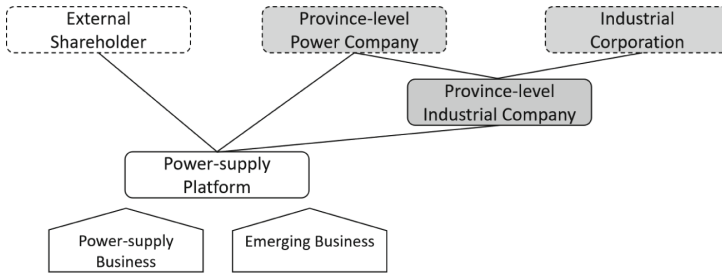 External
Shareholder
Province-level
Power Company
Industrial
Corporation
Province-level
Industrial Company
Power-supply
Platform
Power-supply
Business
Emerging Business